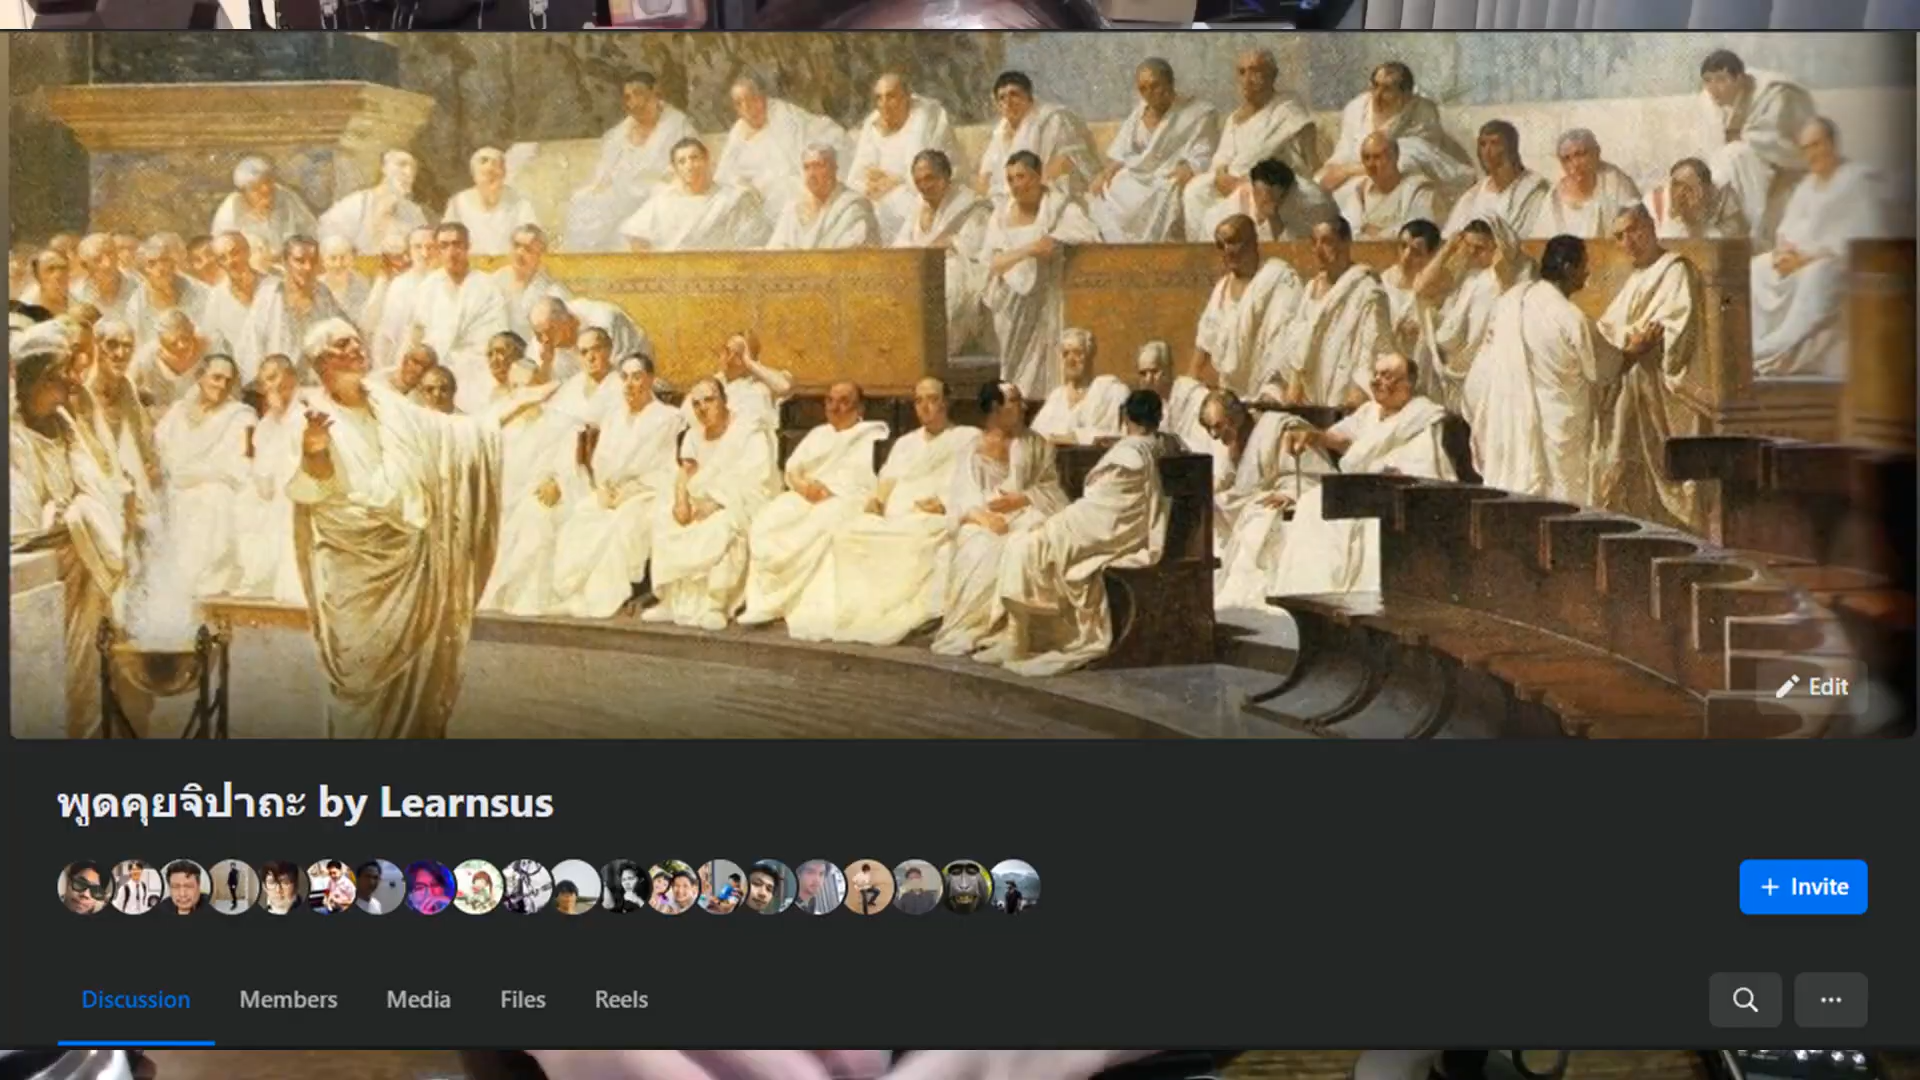 Edit
พูดคุยจิปาถะ by Learnsus
+ Invite
Discussion Members Media Files Reels